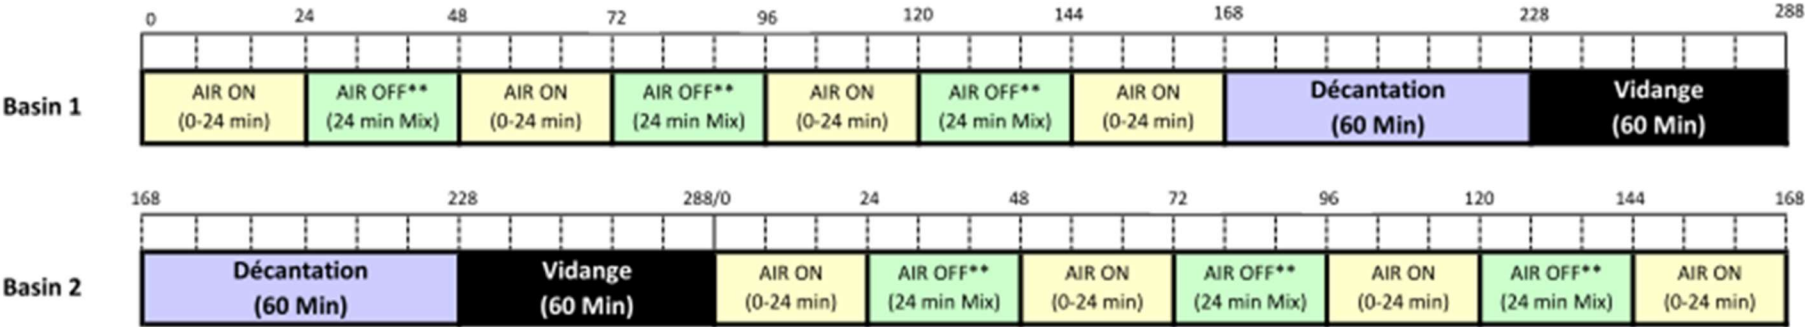 0 24 48 72 96 120 144 168 228 288
Basin 1
AIR ON AIR OFF** AIR ON AIR OFF** AIR ON AIR OFF** AIR ON Décantation Vidange
(0-24 min) (24 min Mix) (0-24 min) (24 min Mix) (0-24 min) (24 min Mix) (0-24 min) (60 Min) (60 Min)
168 228 288/0 24 48 72 96 120 144 168
Basin 2
Décantation Vidange AIR ON AIR OFF** AIR ON AIR OFF** AIR ON AIR OFF** AIR ON
(60 Min) (60 Min) (0-24 min) (24 min Mix) (0-24 min) (24 min Mix) (0-24 min) (24 min Mix) (0-24 min)